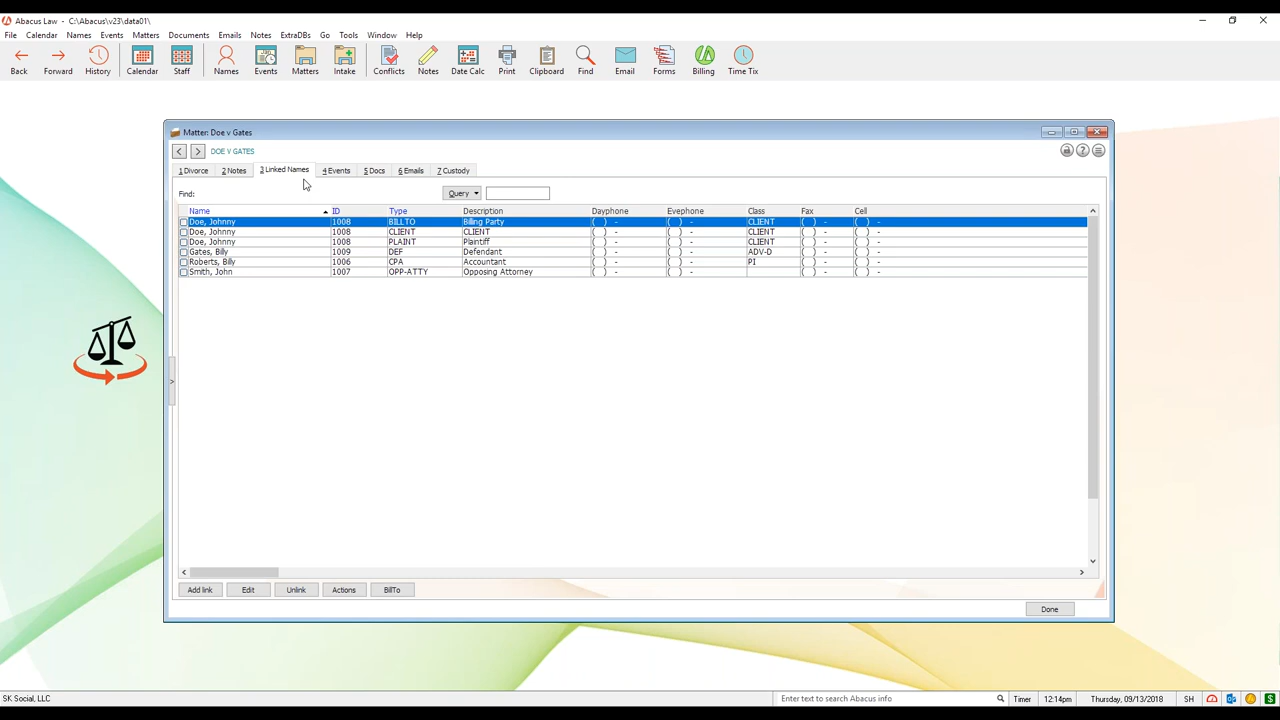 Abacus Law - C:\Abacus\v23\data01\
File Calendar Names Events Matters Documents Emails Notes ExtraDBs Go Tools Window Help
Back Forward History Calendar Staff Names Events Matters Intake Conflicts Notes Date Calc Print Clipboard Find Email Forms Billing Time Tix
Matter: Doe v Gates
DOE V GATES
1 Divorce 2 Notes 3 Linked Names 4 Events 5 Docs 6 Emails 7 Custody
Find: Query
Name ID Type Description Dayphone Evephone Class Fax Cell
Doe, Johnny 1008 BILLTO Billing Party ( ) - ( ) - CLIENT ( ) - ( ) -
Doe, Johnny 1008 CLIENT CLIENT ( ) - ( ) - CLIENT ( ) - ( ) -
Doe, Johnny 1008 PLAINT Plaintiff ( ) - ( ) - CLIENT ( ) - ( ) -
Gates, Billy 1009 DEF Defendant ( ) - ( ) - ADV-D ( ) - ( ) -
Roberts, Billy 1006 CPA Accountant ( ) - ( ) - PI ( ) - ( ) -
Smith, John 1007 OPP-ATTY Opposing Attorney ( ) - ( ) - ( ) - ( ) -
Add link Edit Unlink Actions BillTo
Done
SK Social, LLC Enter text to search Abacus info Timer 12:14pm Thursday, 09/13/2018 SH